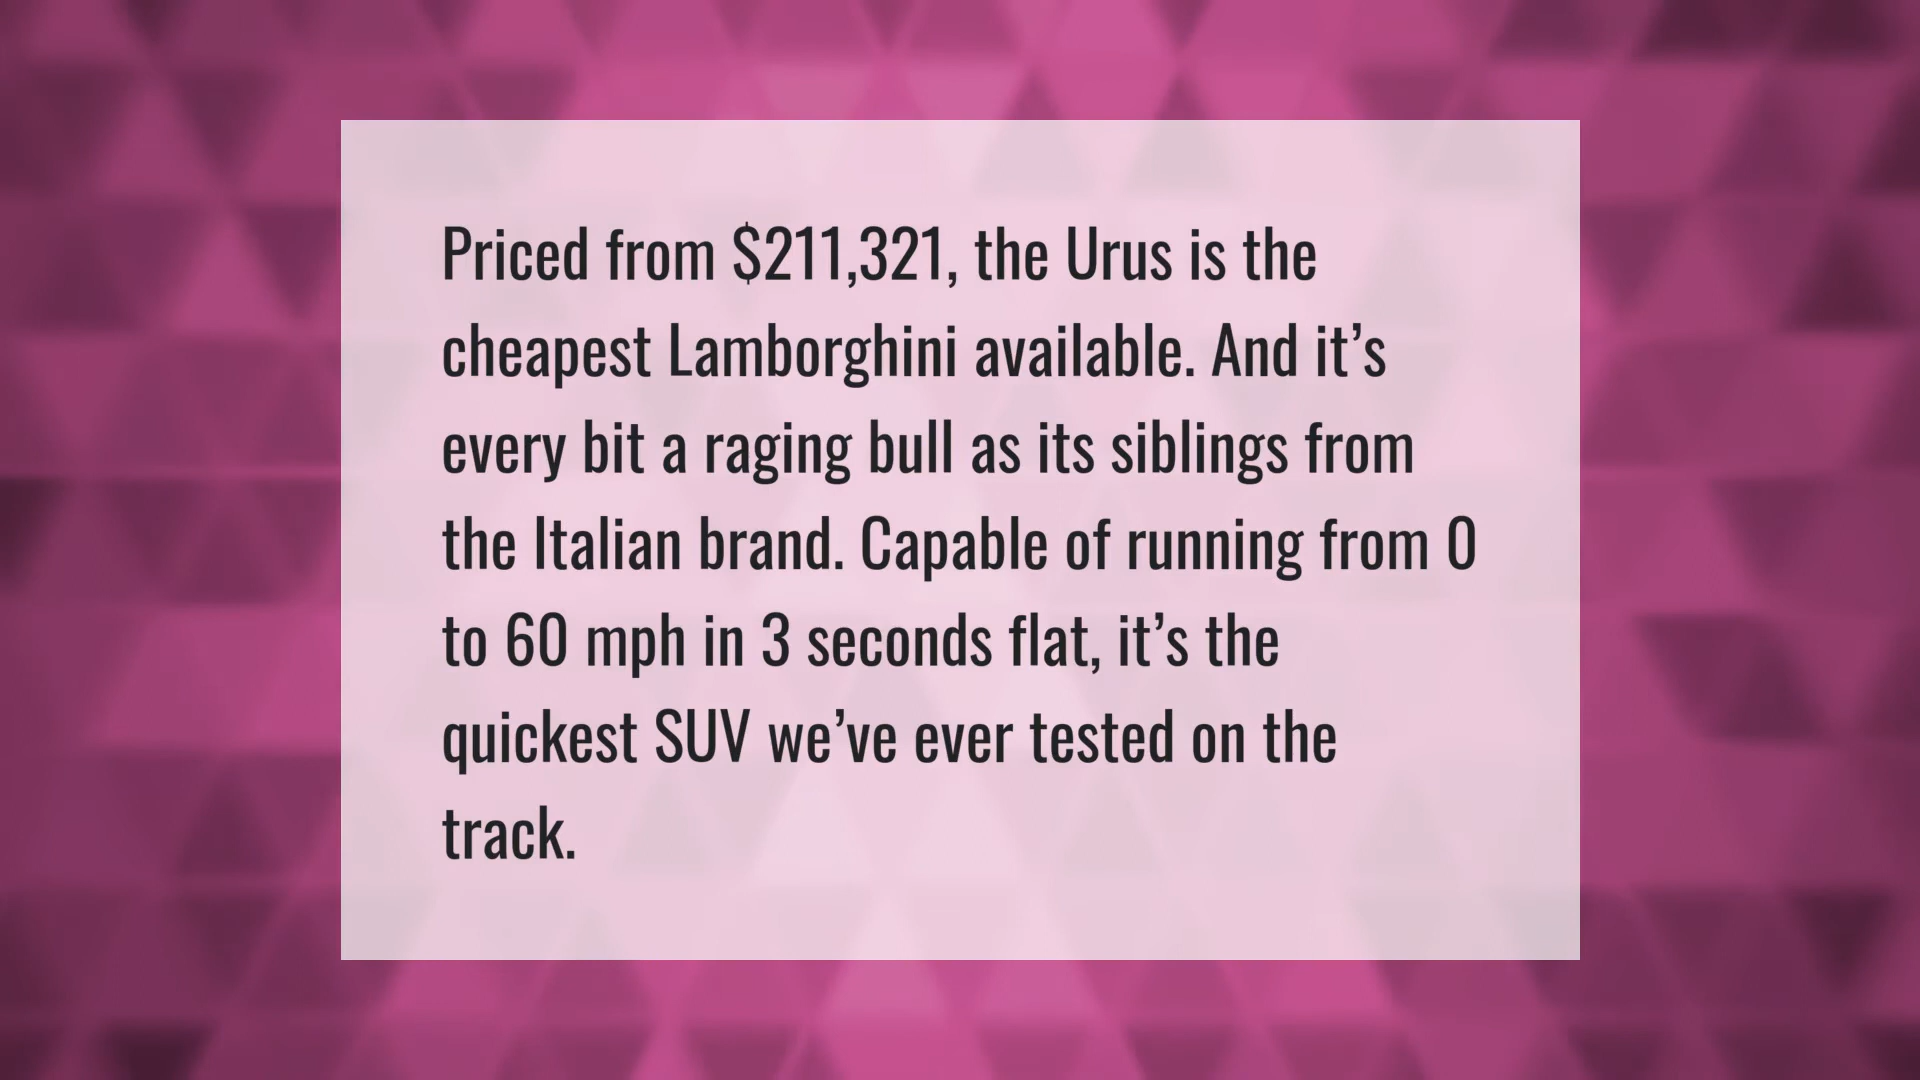 Priced from $211,321, the Urus is the
cheapest Lamborghini available. And it’s
every bit a raging bull as its siblings from
the Italian brand. Capable of running from 0
to 60 mph in 3 seconds flat, it’s the
quickest SUV we’ve ever tested on the
track.